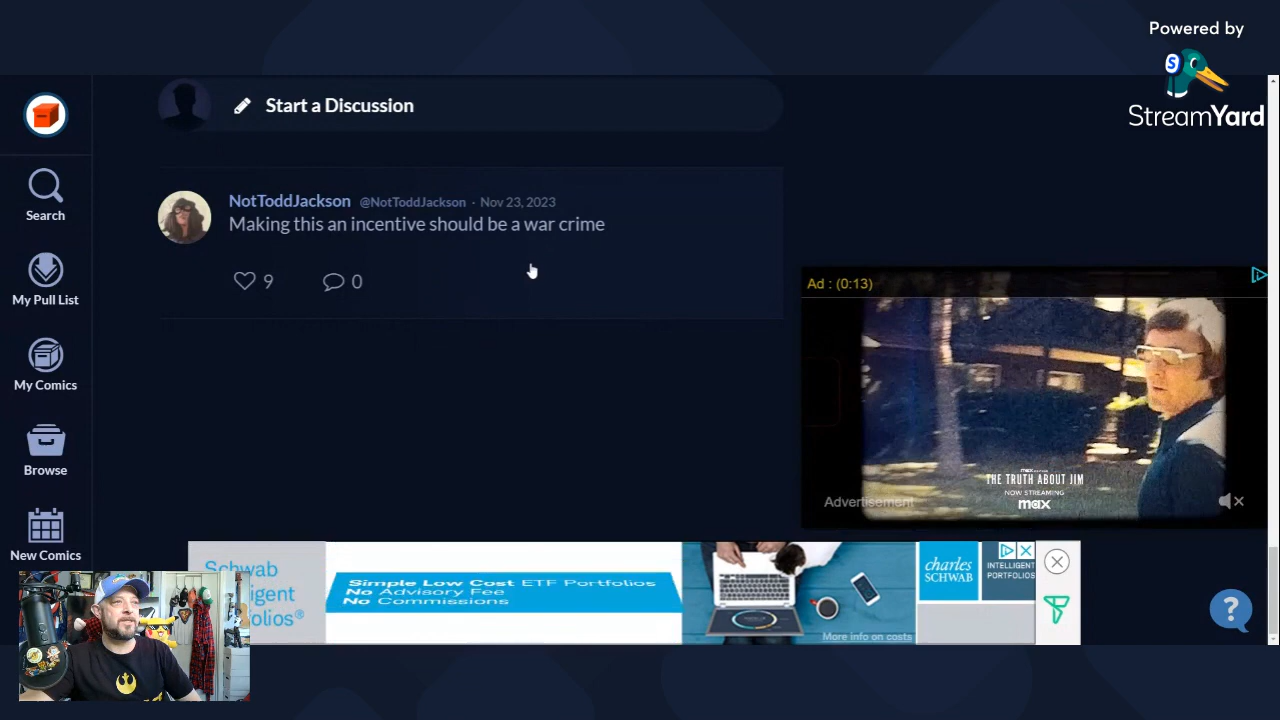 Powered by
StreamYard
Start a Discussion
NotToddJackson @NotToddJackson · Nov 23, 2023
Making this an incentive should be a war crime
9
0
Search
My Pull List
My Comics
Browse
New Comics
Ad : (0:13)
max
THE TRUTH ABOUT JIM
NOW STREAMING
max
Advertisement
Schwab
Simple Low Cost ETF Portfolios
No Advisory Fee
No Commissions
More info on costs
charles
SCHWAB
INTELLIGENT
PORTFOLIOS®
?